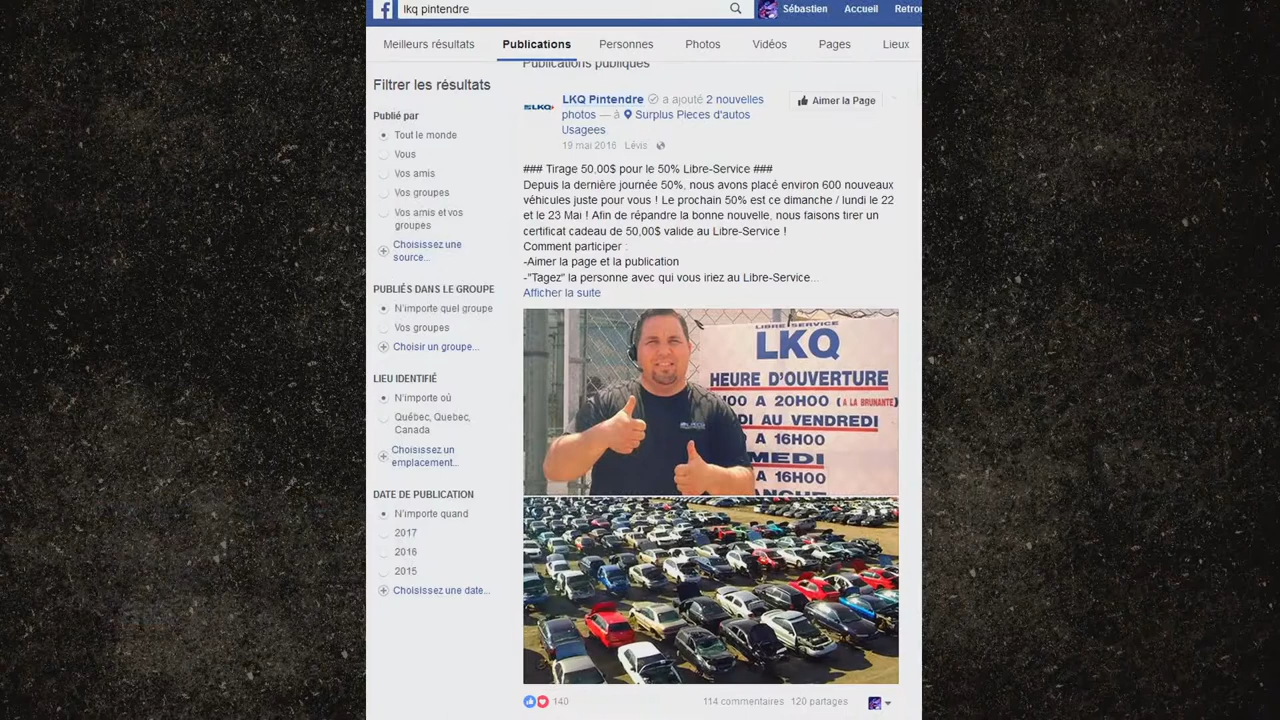 lkq pintendre
Sébastien Accueil Retro
Meilleurs résultats Publications Personnes Photos Vidéos Pages Lieux
Publications publiques
Filtrer les résultats
Publié par
Tout le monde
Vous
Vos amis
Vos groupes
Vos amis et vos
groupes
Choisissez une
source...
PUBLIÉS DANS LE GROUPE
N'importe quel groupe
Vos groupes
Choisir un groupe...
LIEU IDENTIFIÉ
N'importe où
Québec, Quebec,
Canada
Choisissez un
emplacement...
DATE DE PUBLICATION
N'importe quand
2017
2016
2015
Choisissez une date...
LKQ
LKQ Pintendre a ajouté 2 nouvelles
photos — à Surplus Pieces d'autos
Usagees
19 mai 2016 Lévis
Aimer la Page
### Tirage 50,00$ pour le 50% Libre-Service ###
Depuis la dernière journée 50%, nous avons placé environ 600 nouveaux
véhicules juste pour vous ! Le prochain 50% est ce dimanche / lundi le 22
et le 23 Mai ! Afin de répandre la bonne nouvelle, nous faisons tirer un
certificat cadeau de 50,00$ valide au Libre-Service !
Comment participer :
-Aimer la page et la publication
-"Tagez" la personne avec qui vous iriez au Libre-Service...
Afficher la suite
LIBRE SERVICE
LKQ
HEURE D'OUVERTURE
H00 A 20H00 (A LA BRUNANTE)
DI AU VENDREDI
A 16H00
MEDI
A 16H00
ANCHE
LKQ
140
114 commentaires 120 partages